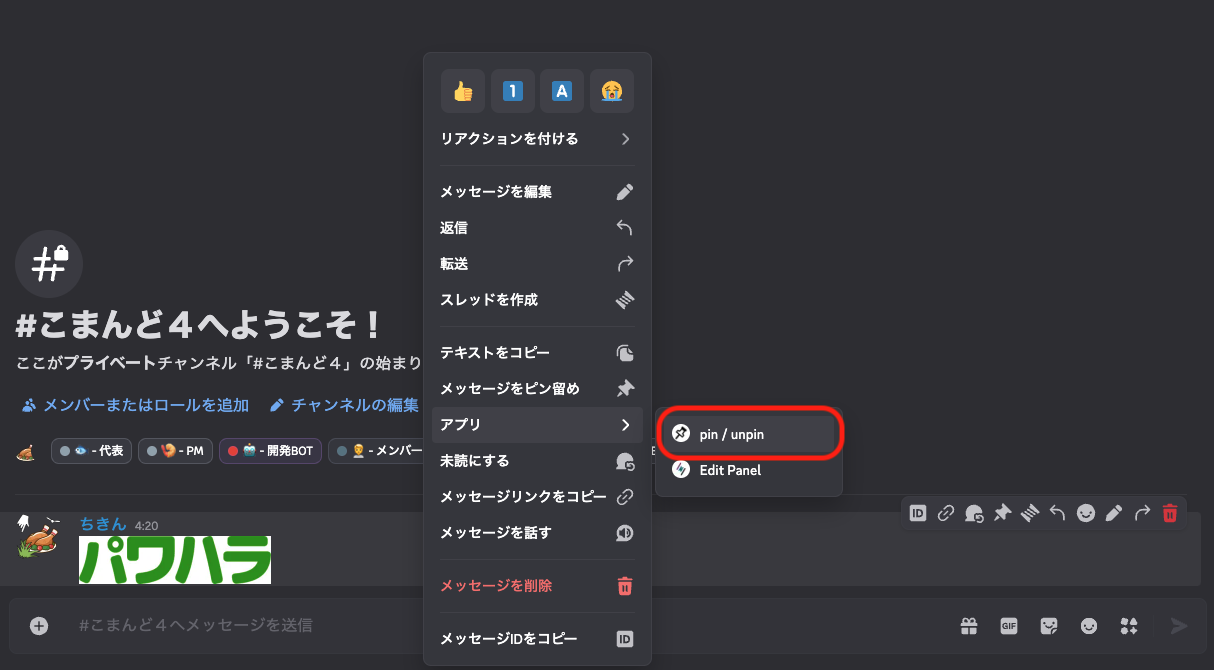 リアクションを付ける
メッセージを編集
返信
転送
スレッドを作成
テキストをコピー
メッセージをピン留め
アプリ
未読にする
メッセージリンクをコピー
メッセージを話す
メッセージを削除
メッセージIDをコピー
pin / unpin
Edit Panel
#こまんど４へようこそ！
ここがプライベートチャンネル「#こまんど４」の始まり
メンバーまたはロールを追加 チャンネルの編集
- 代表 - PM - 開発BOT - メンバー
ちきん 4:20
パワハラ
#こまんど４へメッセージを送信